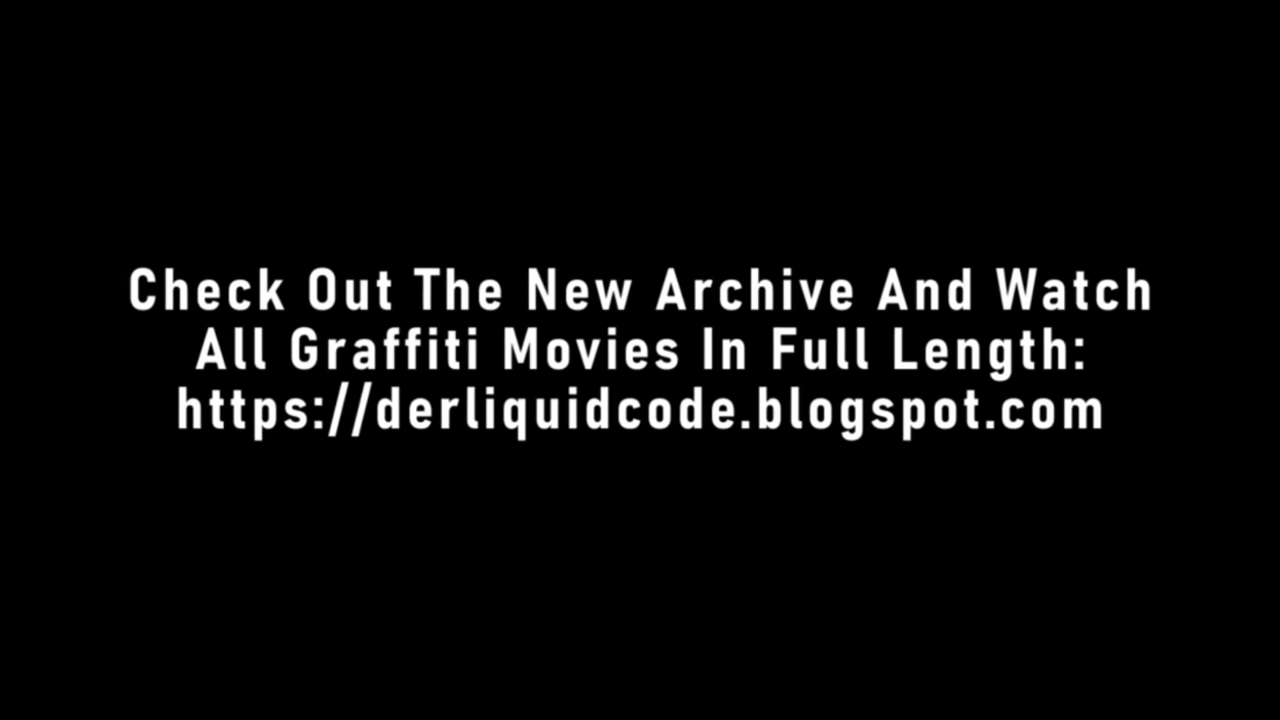 Check Out The New Archive And Watch
All Graffiti Movies In Full Length:
https://derliquidcode.blogspot.com